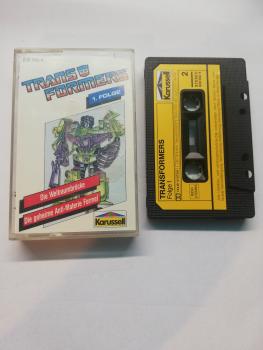 TRANSFORMERS
1. FOLGE
Die Weltraumbrücke
Die geheime Anti-Materie Formel
Karussell
Karussell
2
TRANSFORMERS
Folge 1